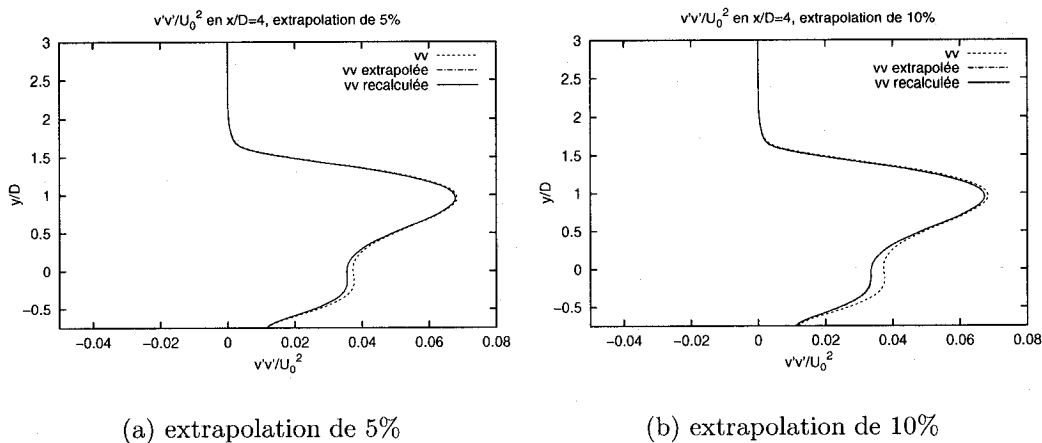 v'v'/U₀² en x/D=4, extrapolation de 5%
3
2.5
2
1.5
1
0.5
0
−0.5
y/D
vv
vv extrapolée
vv recalculée
−0.04 −0.02 0 0.02 0.04 0.06 0.08
v'v'/U₀²
(a) extrapolation de 5%
v'v'/U₀² en x/D=4, extrapolation de 10%
3
2.5
2
1.5
1
0.5
0
−0.5
y/D
vv
vv extrapolée
vv recalculée
−0.04 −0.02 0 0.02 0.04 0.06 0.08
v'v'/U₀²
(b) extrapolation de 10%